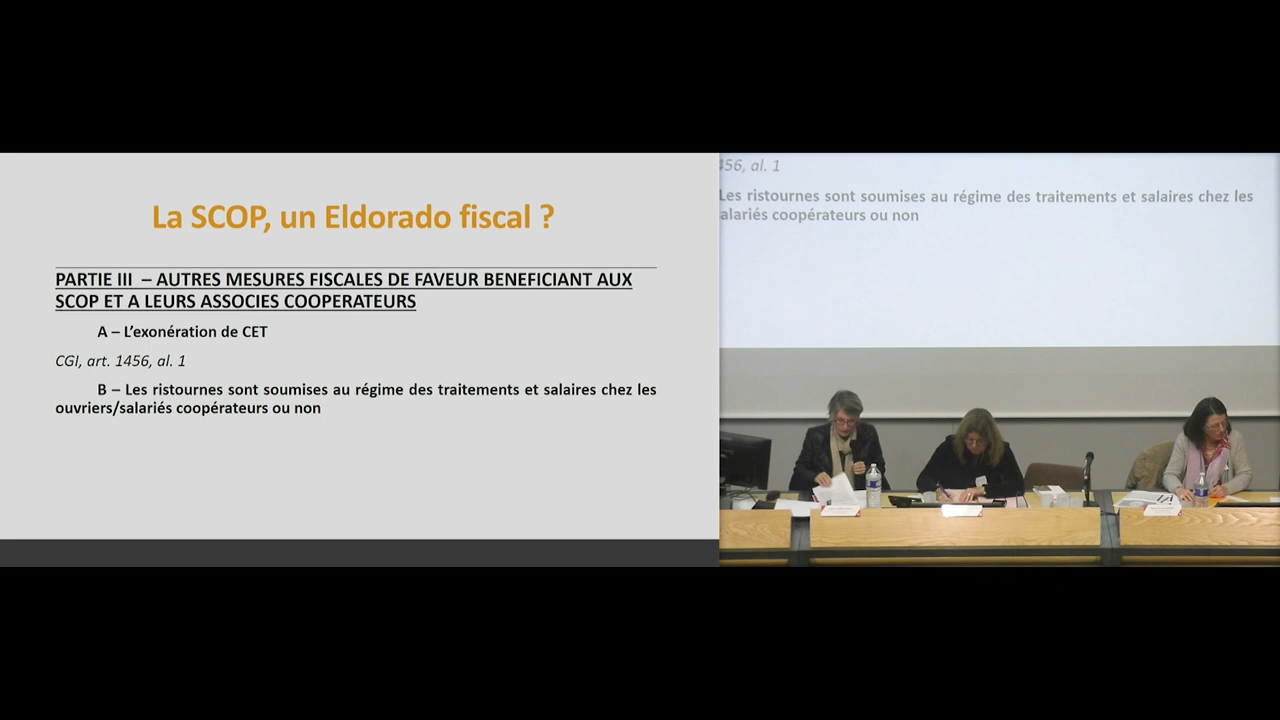 La SCOP, un Eldorado fiscal ?
PARTIE III – AUTRES MESURES FISCALES DE FAVEUR BENEFICIANT AUX
SCOP ET A LEURS ASSOCIES COOPERATEURS
A – L’exonération de CET
CGI, art. 1456, al. 1
B – Les ristournes sont soumises au régime des traitements et salaires chez les
ouvriers/salariés coopérateurs ou non
456, al. 1
Les ristournes sont soumises au régime des traitements et salaires chez les
alariés coopérateurs ou non